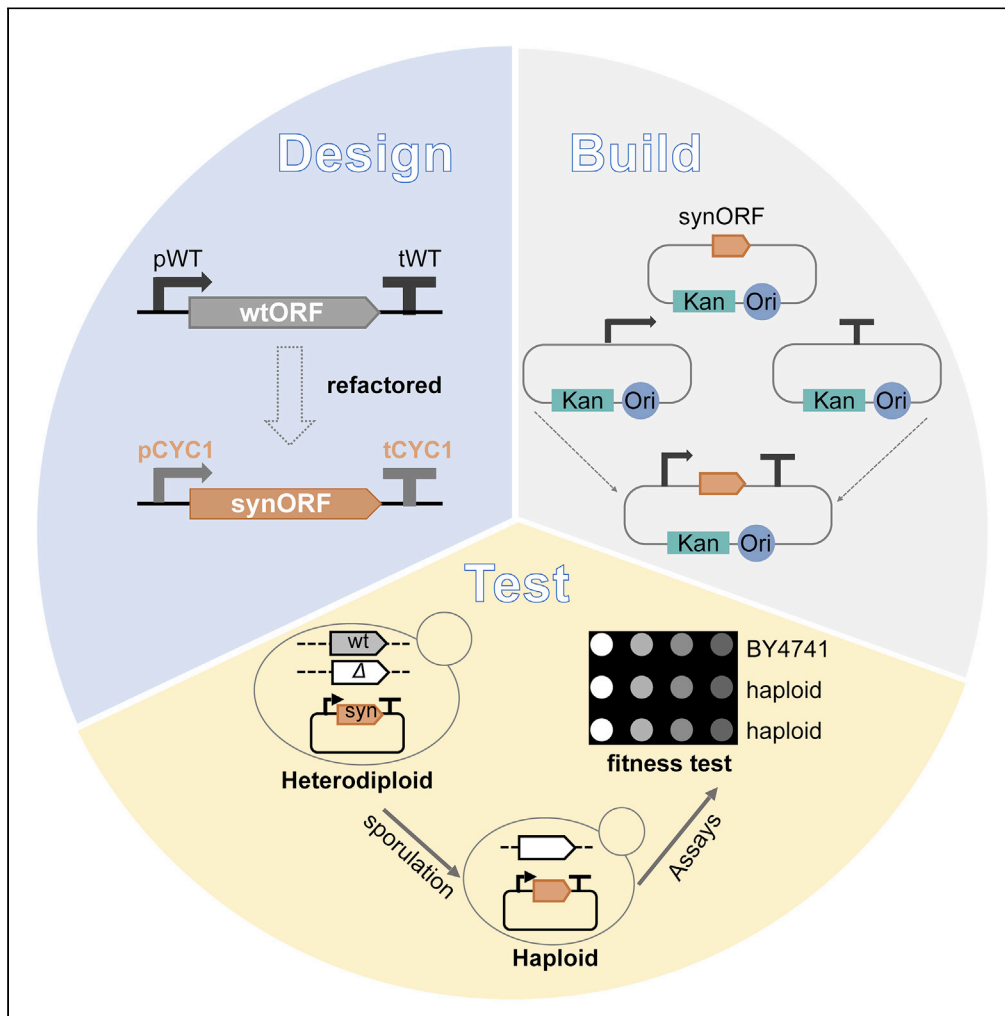 Design
pWT
tWT
wtORF
refactored
pCYC1
tCYC1
synORF
Build
synORF
Kan
Ori
Kan
Ori
Kan
Ori
Kan
Ori
Test
wt
Δ
syn
Heterodiploid
sporulation
Haploid
Assays
BY4741
haploid
haploid
fitness test